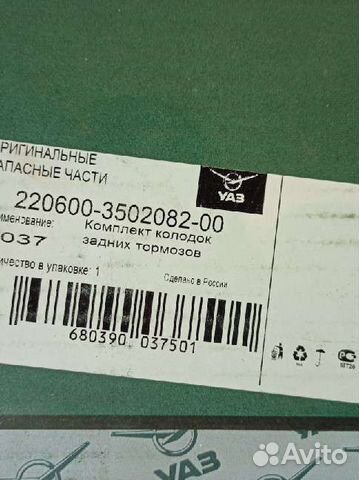 РИГИНАЛЬНЫЕ
АПАСНЫЕ ЧАСТИ
УАЗ
220600-3502082-00
именование: Комплект колодок
037 задних тормозов
ичество в упаковке: 1 Сделано в России
680390 037501
УАЗ
Avito